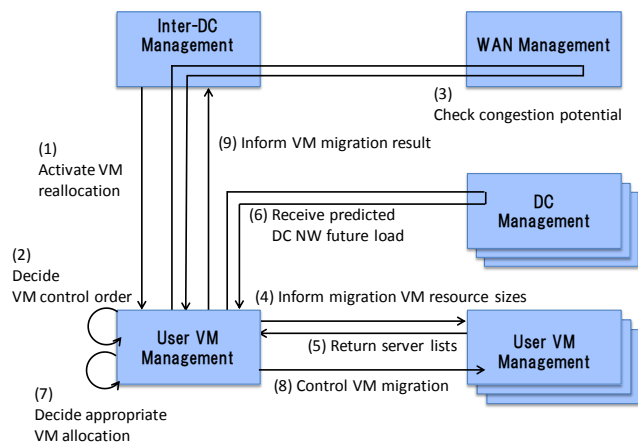 Inter-DC
Management
WAN Management
(3)
Check congestion potential
(1)
Activate VM
reallocation
(9) Inform VM migration result
DC
Management
(6) Receive predicted
DC NW future load
(2)
Decide
VM control order
(4) Inform migration VM resource sizes
User VM
Management
(5) Return server lists
User VM
Management
(8) Control VM migration
(7)
Decide appropriate
VM allocation